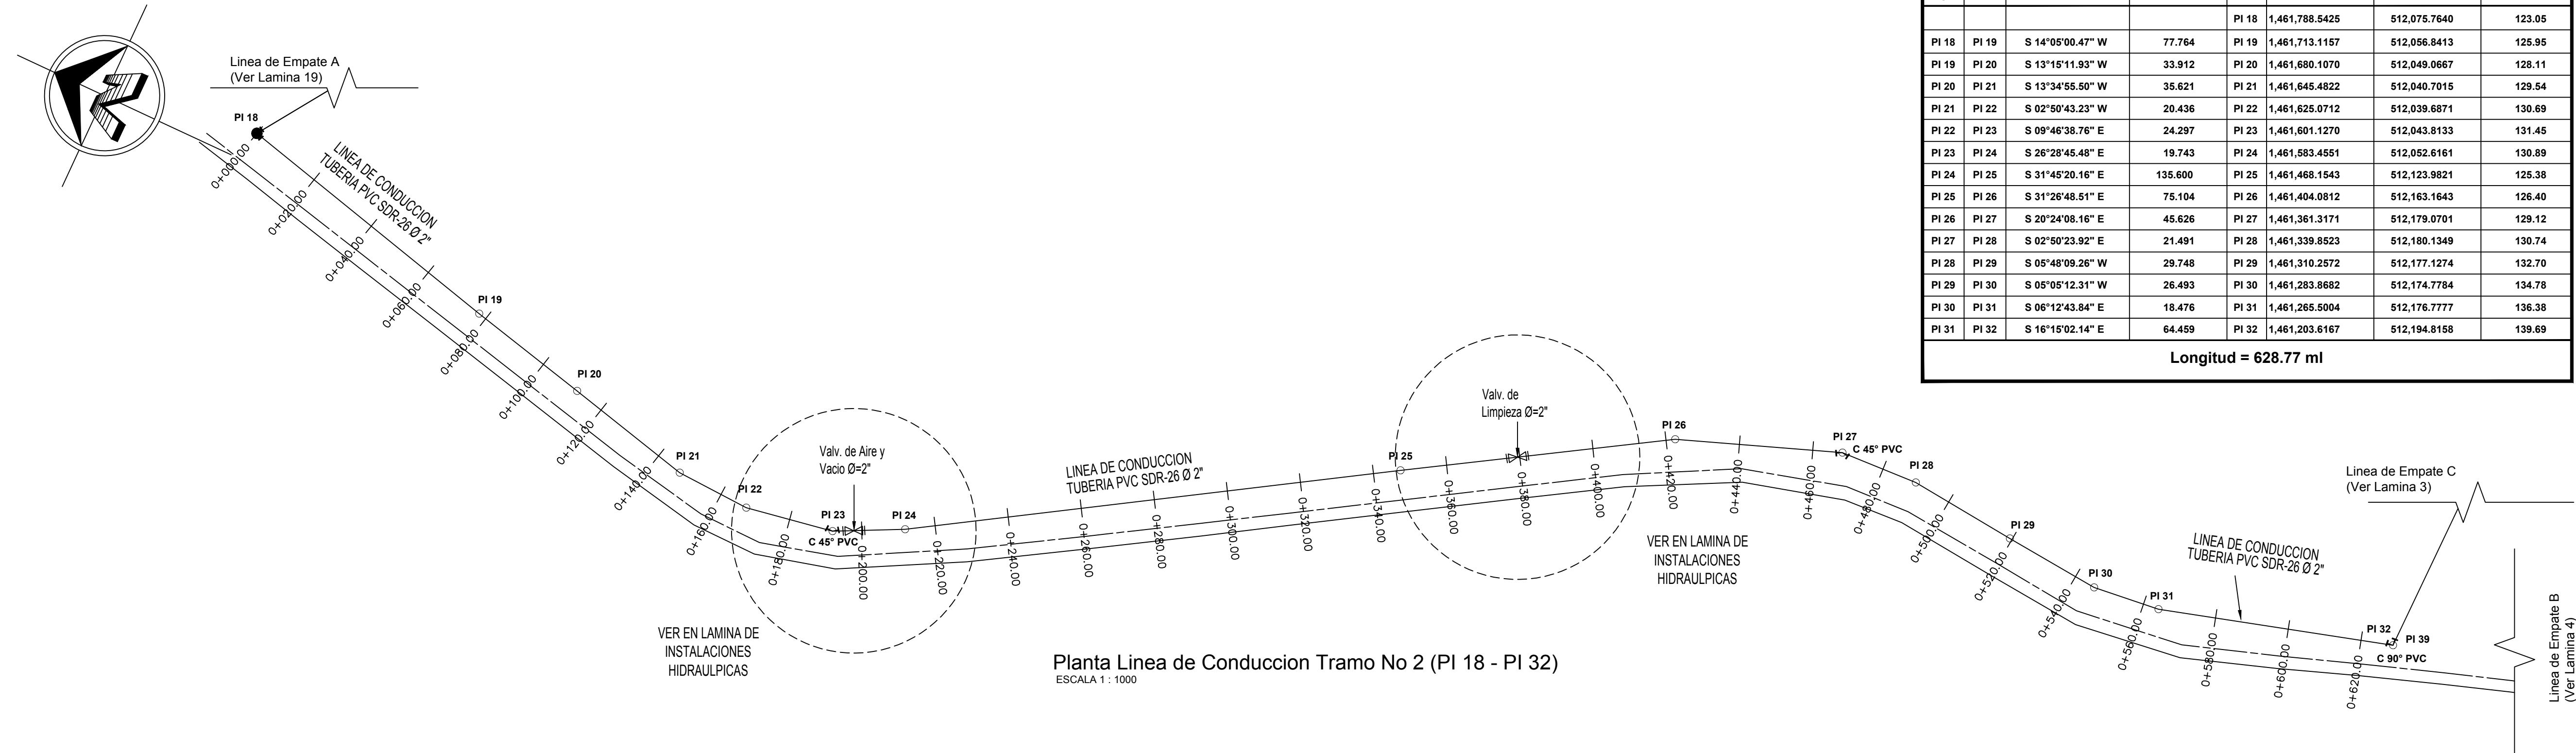 Linea de Empate A
(Ver Lamina 19)
PI 18
LINEA DE CONDUCCION
TUBERIA PVC SDR-26 Ø 2"
0+000.00
0+020.00
0+040.00
0+060.00
0+080.00
0+100.00
0+120.00
0+140.00
0+160.00
0+180.00
0+200.00
0+220.00
0+240.00
0+260.00
0+280.00
0+300.00
0+320.00
0+340.00
0+360.00
0+380.00
0+400.00
0+420.00
0+440.00
0+460.00
0+480.00
0+500.00
0+520.00
0+540.00
0+560.00
0+580.00
0+600.00
0+620.00
PI 19
PI 20
PI 21
PI 22
PI 23
C 45° PVC
PI 24
Valv. de Aire y
Vacio Ø=2"
VER EN LAMINA DE
INSTALACIONES
HIDRAULPICAS
LINEA DE CONDUCCION
TUBERIA PVC SDR-26 Ø 2"
PI 25
Valv. de
Limpieza Ø=2"
PI 26
VER EN LAMINA DE
INSTALACIONES
HIDRAULPICAS
PI 27
C 45° PVC
PI 28
PI 29
PI 30
PI 31
LINEA DE CONDUCCION
TUBERIA PVC SDR-26 Ø 2"
PI 32
PI 39
C 90° PVC
Linea de Empate C
(Ver Lamina 3)
Linea de Empate B
(Ver Lamina 4)
Planta Linea de Conduccion Tramo No 2 (PI 18 - PI 32)
ESCALA 1 : 1000
PI 18 1,461,788.5425 512,075.7640 123.05
PI 18 PI 19 S 14°05'00.47" W 77.764 PI 19 1,461,713.1157 512,056.8413 125.95
PI 19 PI 20 S 13°15'11.93" W 33.912 PI 20 1,461,680.1070 512,049.0667 128.11
PI 20 PI 21 S 13°34'55.50" W 35.621 PI 21 1,461,645.4822 512,040.7015 129.54
PI 21 PI 22 S 02°50'43.23" W 20.436 PI 22 1,461,625.0712 512,039.6871 130.69
PI 22 PI 23 S 09°46'38.76" E 24.297 PI 23 1,461,601.1270 512,043.8133 131.45
PI 23 PI 24 S 26°28'45.48" E 19.743 PI 24 1,461,583.4551 512,052.6161 130.89
PI 24 PI 25 S 31°45'20.16" E 135.600 PI 25 1,461,468.1543 512,123.9821 125.38
PI 25 PI 26 S 31°26'48.51" E 75.104 PI 26 1,461,404.0812 512,163.1643 126.40
PI 26 PI 27 S 20°24'08.16" E 45.626 PI 27 1,461,361.3171 512,179.0701 129.12
PI 27 PI 28 S 02°50'23.92" E 21.491 PI 28 1,461,339.8523 512,180.1349 130.74
PI 28 PI 29 S 05°48'09.26" W 29.748 PI 29 1,461,310.2572 512,177.1274 132.70
PI 29 PI 30 S 05°05'12.31" W 26.493 PI 30 1,461,283.8682 512,174.7784 134.78
PI 30 PI 31 S 06°12'43.84" E 18.476 PI 31 1,461,265.5004 512,176.7777 136.38
PI 31 PI 32 S 16°15'02.14" E 64.459 PI 32 1,461,203.6167 512,194.8158 139.69
Longitud = 628.77 ml